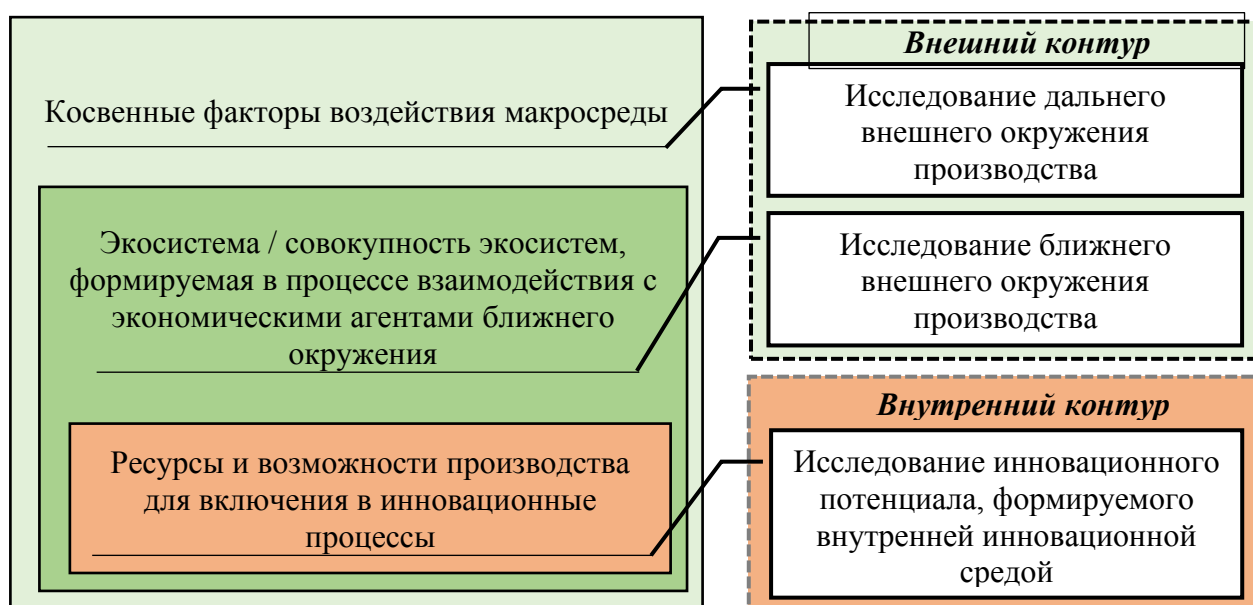 Косвенные факторы воздействия макросреды
Экосистема / совокупность экосистем,
формируемая в процессе взаимодействия с
экономическими агентами ближнего
окружения
Ресурсы и возможности производства
для включения в инновационные
процессы
Внешний контур
Исследование дальнего
внешнего окружения
производства
Исследование ближнего
внешнего окружения
производства
Внутренний контур
Исследование инновационного
потенциала, формируемого
внутренней инновационной
средой